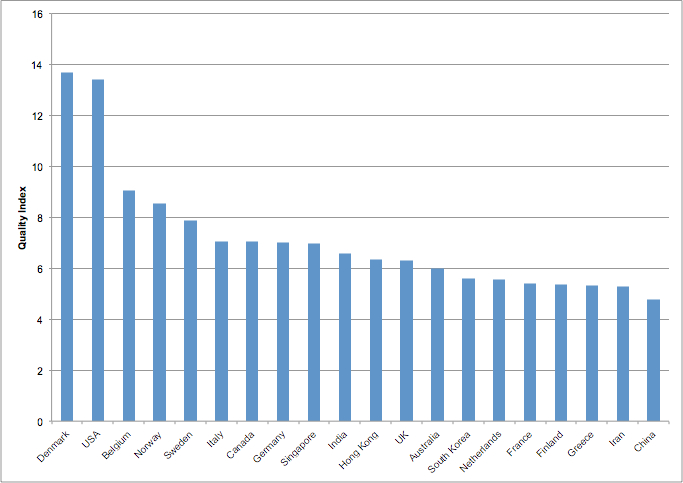 16
14
12
10
8
6
4
2
0
Quality Index
Denmark
USA
Belgium
Norway
Sweden
Italy
Canada
Germany
Singapore
India
Hong Kong
UK
Australia
South Korea
Netherlands
France
Finland
Greece
Iran
China